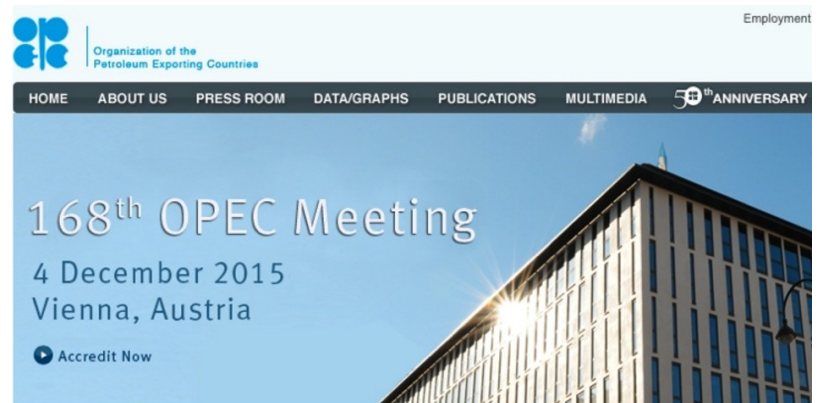 Employment
OPEC
Organization of the
Petroleum Exporting Countries
HOME ABOUT US PRESS ROOM DATA/GRAPHS PUBLICATIONS MULTIMEDIA 50th ANNIVERSARY
168th OPEC Meeting
4 December 2015
Vienna, Austria
Accredit Now